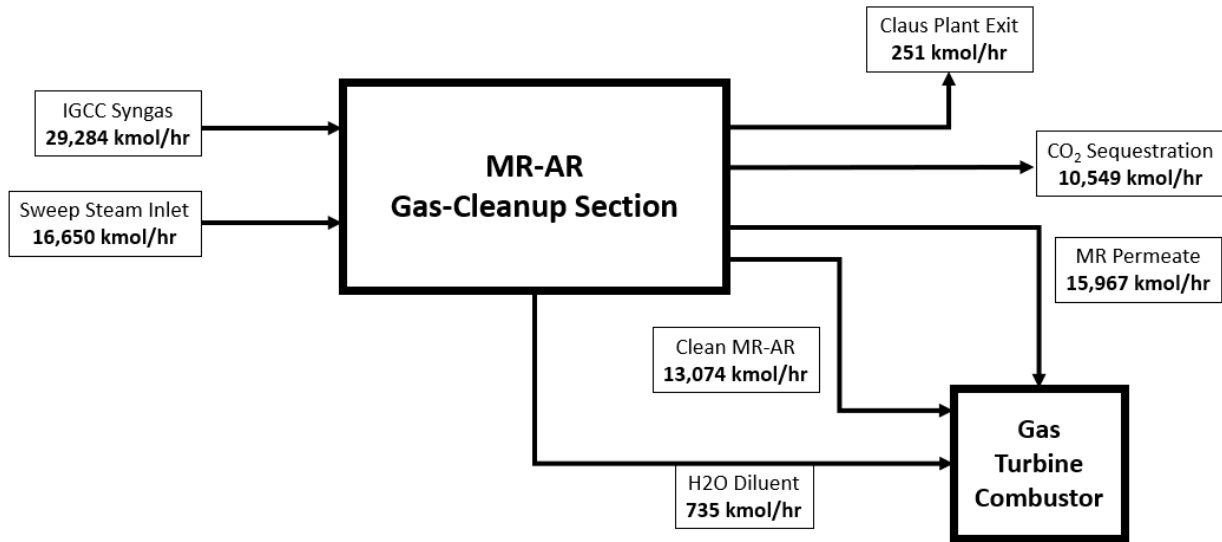 Claus Plant Exit
251 kmol/hr
IGCC Syngas
29,284 kmol/hr
MR-AR
Gas-Cleanup Section
CO₂ Sequestration
10,549 kmol/hr
Sweep Steam Inlet
16,650 kmol/hr
MR Permeate
15,967 kmol/hr
Clean MR-AR
13,074 kmol/hr
Gas
Turbine
Combustor
H2O Diluent
735 kmol/hr